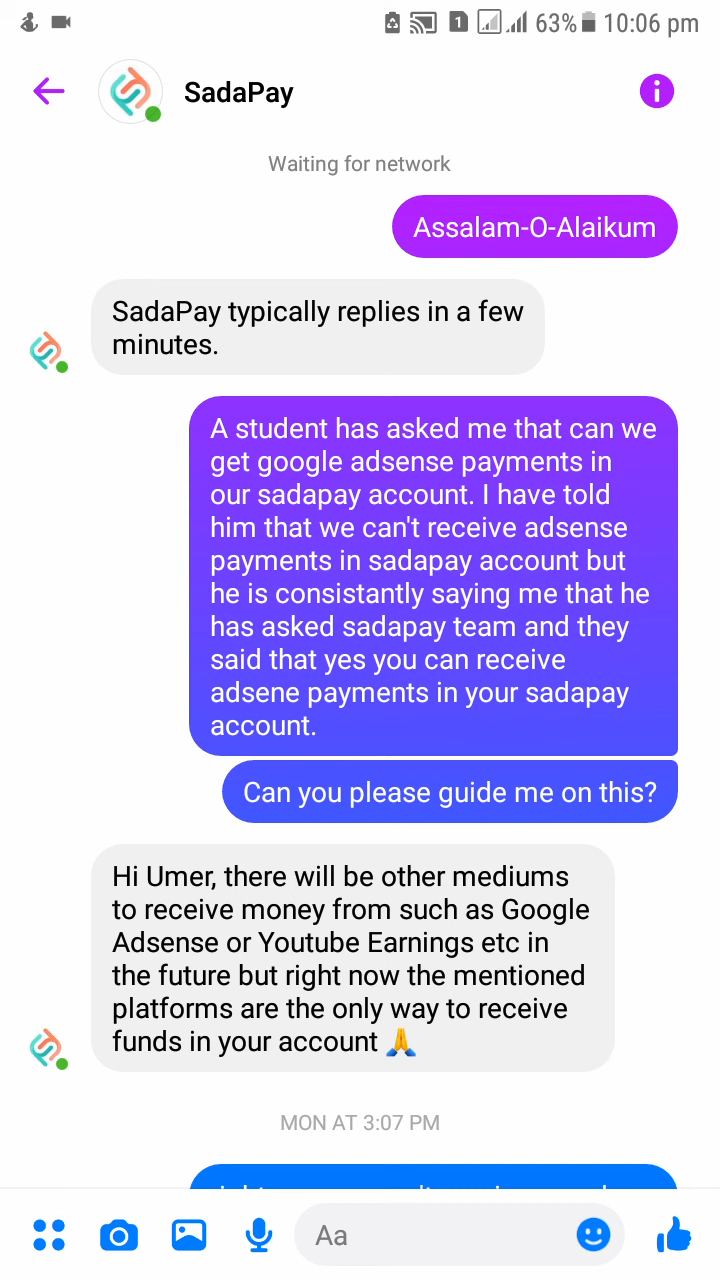 1 63% 10:06 pm
SadaPay
Waiting for network
Assalam-O-Alaikum
SadaPay typically replies in a few
minutes.
A student has asked me that can we
get google adsense payments in
our sadapay account. I have told
him that we can't receive adsense
payments in sadapay account but
he is consistantly saying me that he
has asked sadapay team and they
said that yes you can receive
adsene payments in your sadapay
account.
Can you please guide me on this?
Hi Umer, there will be other mediums
to receive money from such as Google
Adsense or Youtube Earnings etc in
the future but right now the mentioned
platforms are the only way to receive
funds in your account 🙏
MON AT 3:07 PM
Aa